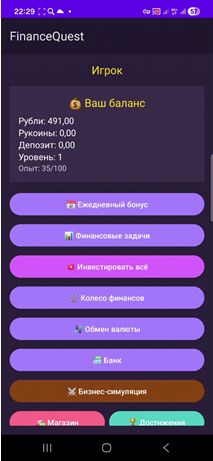 22:29
53
FinanceQuest
Игрок
Ваш баланс
Рубли: 491,00
Рукоины: 0,00
Депозит: 0,00
Уровень: 1
Опыт: 35/100
Ежедневный бонус
Финансовые задачи
Инвестировать всё
Колесо финансов
Обмен валюты
Банк
Бизнес-симуляция
Магазин
Достижения